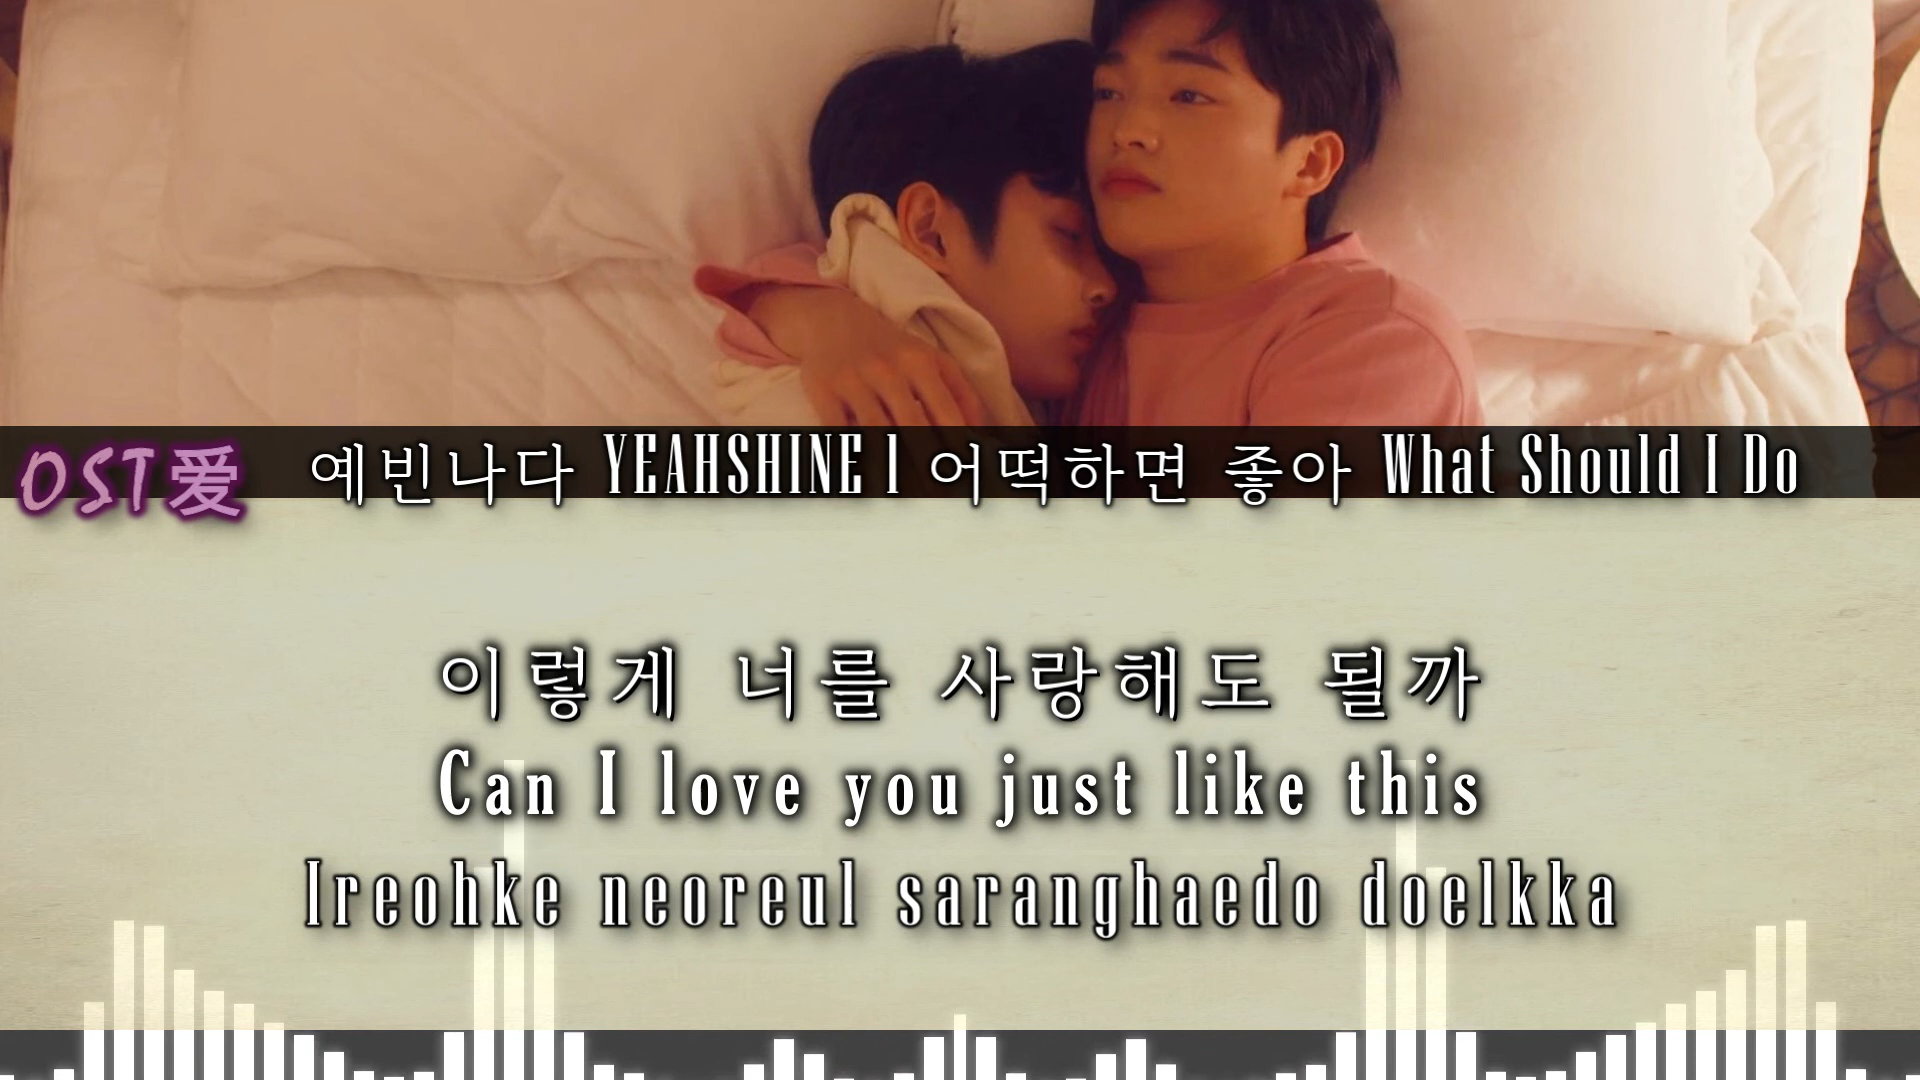 OST爱 예빈나다 YEAHSHINE l 어떡하면 좋아 What Should I Do
이렇게 너를 사랑해도 될까
Can I love you just like this
Ireohke neoreul saranghaedo doelkka